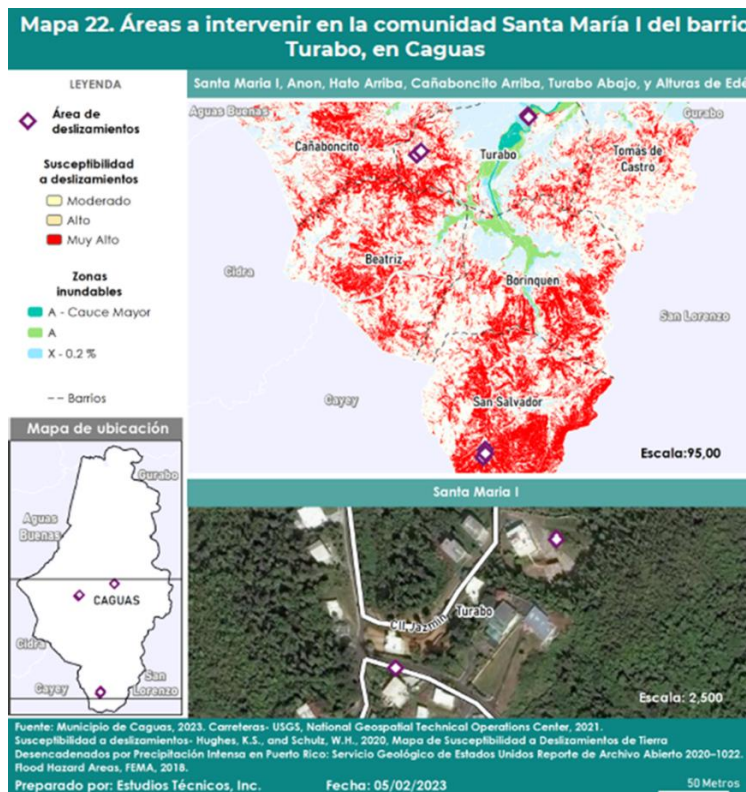 Mapa 22. Áreas a intervenir en la comunidad Santa María I del barrio
Turabo, en Caguas
LEYENDA
Área de
deslizamientos
Susceptibilidad
a deslizamientos
Moderado
Alto
Muy Alto
Zonas
inundables
A - Cauce Mayor
A
X - 0.2 %
Barrios
Santa Maria I, Anon, Hato Arriba, Cañaboncito Arriba, Turabo Abajo, y Alturas de
Aguas Buenas
Gurabo
Cañaboncito
Turabo
Tomás de
Castro
Cidra
Beatriz
Borinquen
San Lorenzo
Cayey
San Salvador
Escala:95,00
Mapa de ubicación
Gurabo
Aguas
Buenas
CAGUAS
Cidra
Cayey
San
Lorenzo
Santa Maria I
Cll Jazmin
Turabo
Escala: 2,500
Fuente: Municipio de Caguas, 2023. Carreteras- USGS, National Geospatial Technical Operations Center, 2021.
Susceptibilidad a deslizamientos- Hughes, K.S., and Schulz, W.H., 2020, Mapa de Susceptibilidad a Deslizamientos de Tierra
Desencadenados por Precipitación Intensa en Puerto Rico: Servicio Geológico de Estados Unidos Reporte de Archivo Abierto 2020–1022.
Flood Hazard Areas, FEMA, 2018.
Preparado por: Estudios Técnicos, Inc. Fecha: 05/02/2023
50 Metros